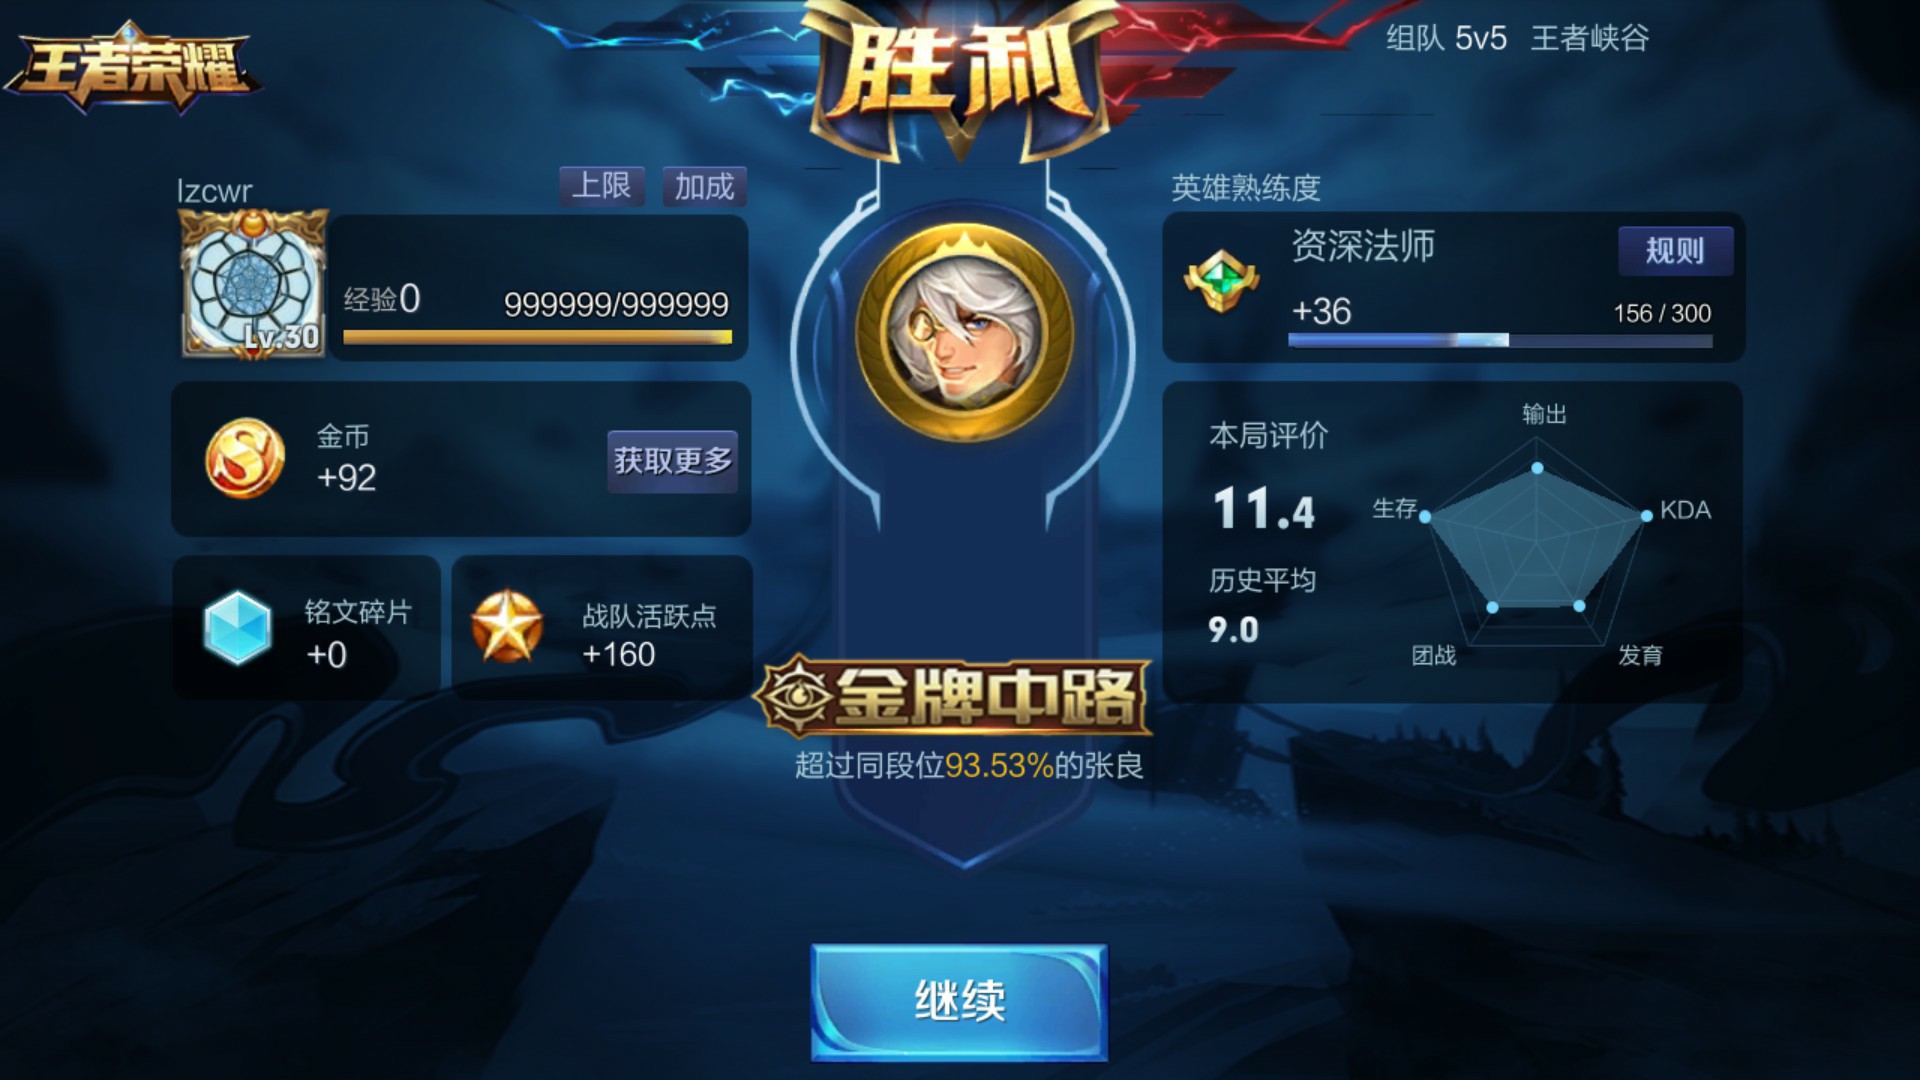 王者荣耀
胜利
组队 5v5 王者峡谷
lzcwr
上限
加成
Lv.30
经验0
999999/999999
金币
+92
获取更多
铭文碎片
+0
战队活跃点
+160
金牌中路
超过同段位93.53%的张良
英雄熟练度
资深法师
规则
+36
156 / 300
本局评价
11.4
历史平均
9.0
输出
生存
KDA
团战
发育
继续